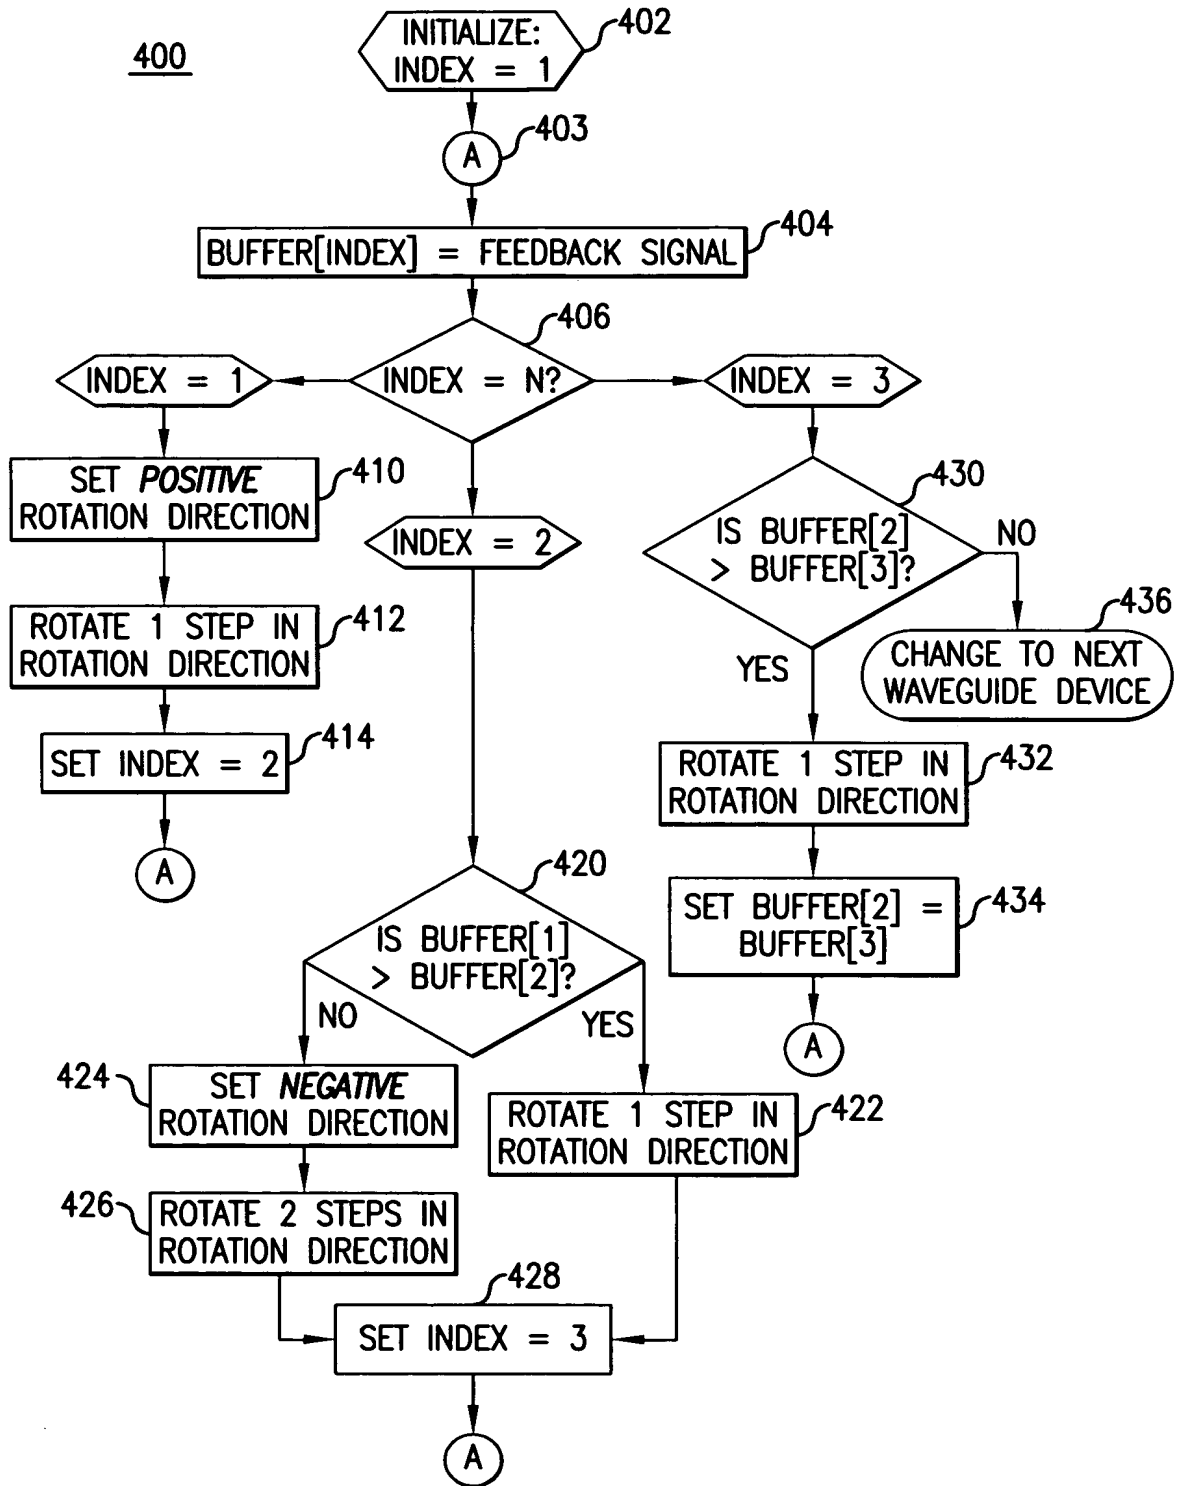 400
INITIALIZE:
INDEX = 1
402
A
403
BUFFER[INDEX] = FEEDBACK SIGNAL
404
406
INDEX = 1
INDEX = N?
INDEX = 3
SET POSITIVE
ROTATION DIRECTION
410
ROTATE 1 STEP IN
ROTATION DIRECTION
412
SET INDEX = 2
414
A
INDEX = 2
430
IS BUFFER[2]
> BUFFER[3]?
NO
YES
436
CHANGE TO NEXT
WAVEGUIDE DEVICE
ROTATE 1 STEP IN
ROTATION DIRECTION
432
SET BUFFER[2] =
BUFFER[3]
434
A
420
IS BUFFER[1]
> BUFFER[2]?
NO
YES
424
SET NEGATIVE
ROTATION DIRECTION
ROTATE 1 STEP IN
ROTATION DIRECTION
422
426
ROTATE 2 STEPS IN
ROTATION DIRECTION
428
SET INDEX = 3
A